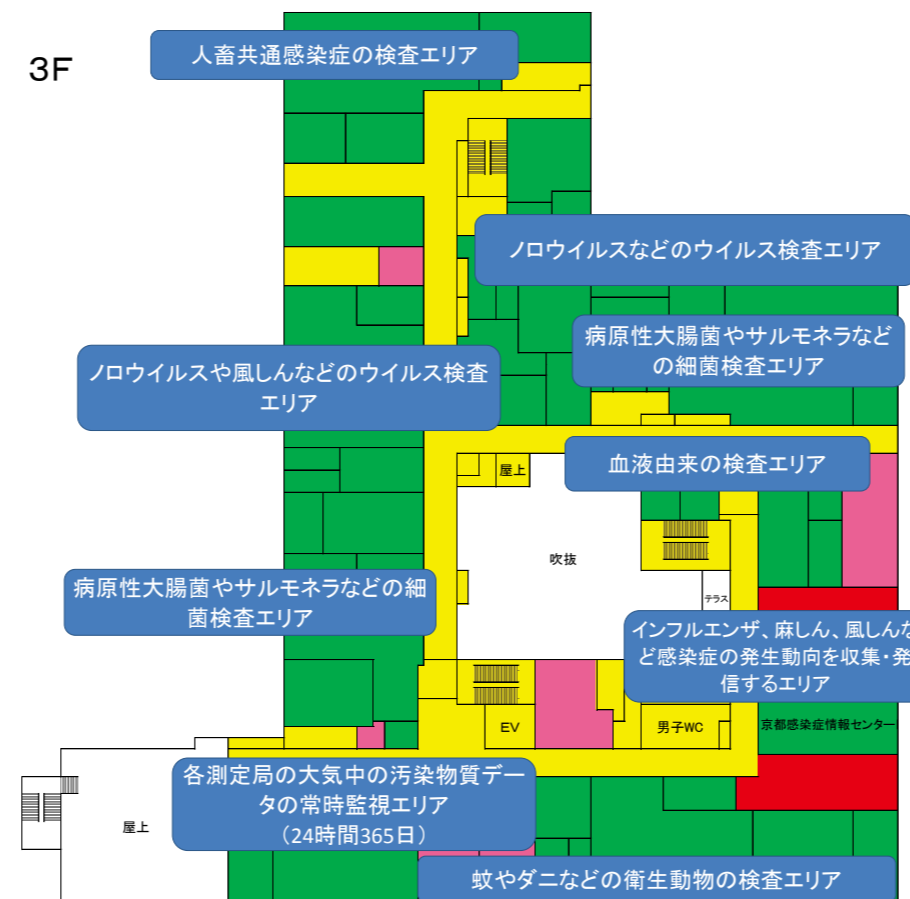 3F
人畜共通感染症の検査エリア
ノロウイルスなどのウイルス検査エリア
病原性大腸菌やサルモネラなど
の細菌検査エリア
ノロウイルスや風しんなどのウイルス検査
エリア
血液由来の検査エリア
屋上
吹抜
テラス
病原性大腸菌やサルモネラなどの細
菌検査エリア
インフルエンザ、麻しん、風しんな
ど感染症の発生動向を収集・発
信するエリア
京都感染症情報センター
EV
男子WC
各測定局の大気中の汚染物質デー
タの常時監視エリア
（24時間365日）
屋上
蚊やダニなどの衛生動物の検査エリア